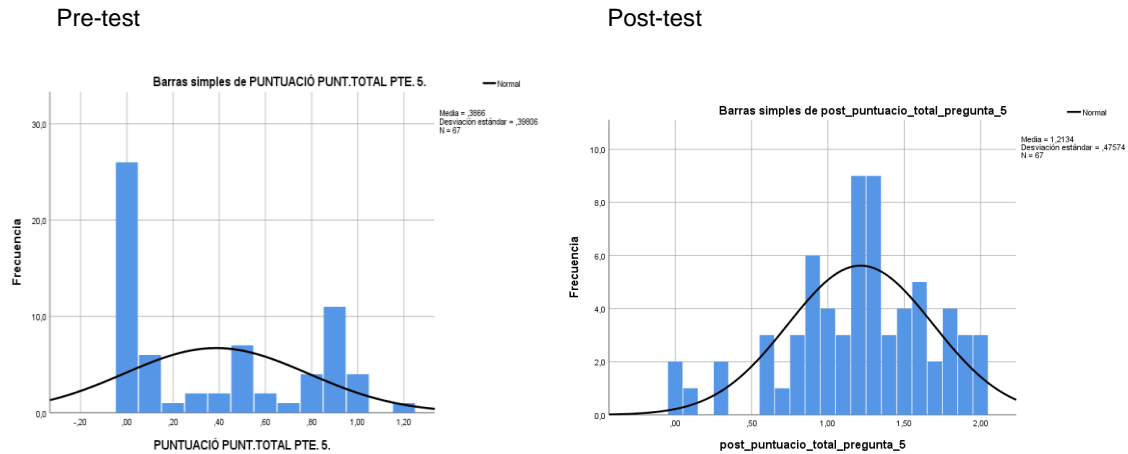 Pre-test
Post-test
Barras simples de PUNTUACIÓ PUNT.TOTAL PTE. 5.
Normal
Media = ,3866
Desviación estándar = ,39806
N = 67
30,0
20,0
10,0
0,0
Frecuencia
-,20 ,00 ,20 ,40 ,60 ,80 1,00 1,20
PUNTUACIÓ PUNT.TOTAL PTE. 5.
Barras simples de post_puntuacio_total_pregunta_5
Normal
Media = 1,2134
Desviación estándar = ,47574
N = 67
10,0
8,0
6,0
4,0
2,0
0,0
Frecuencia
,00 ,50 1,00 1,50 2,00
post_puntuacio_total_pregunta_5